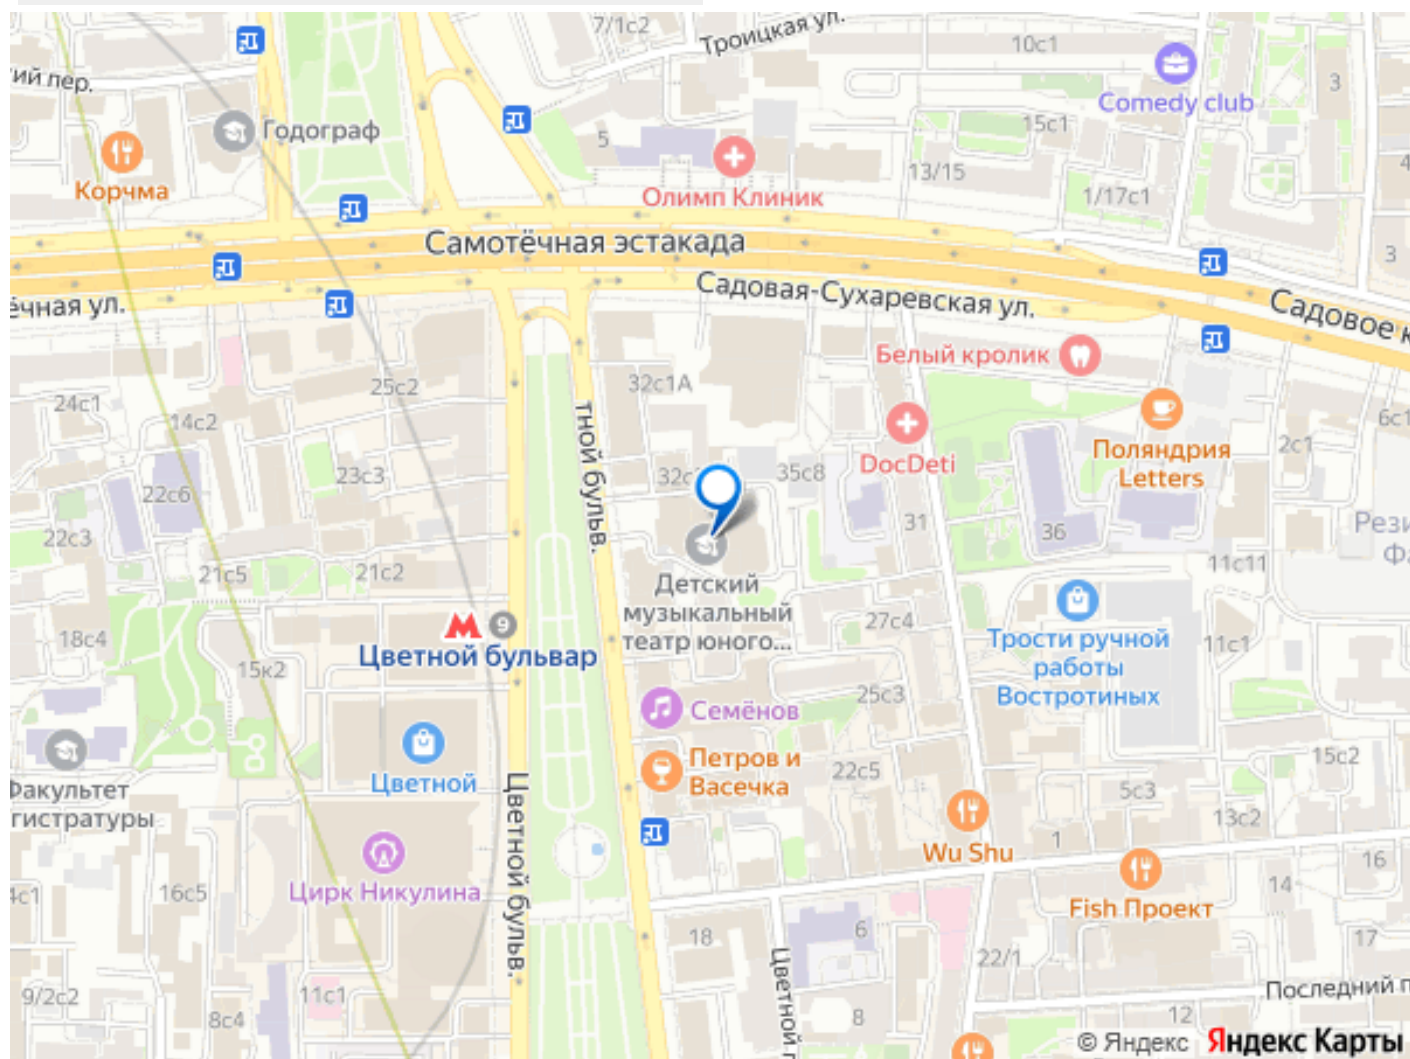 7/1с2
Троицкая ул.
10с1
ий пер.
3
Comedy club
Годограф
15с1
5
13/15
Корчма
Олимп Клиник
1/17с1
Самотёчная эстакада
3
Садовая-Сухаревская ул.
ёчная ул.
Садовое к
Белый кролик
25с2
32с1А
24с1
14с2
тной бульв.
6с1
2с1
Поляндрия
Letters
DocDeti
23с3
32с
35с8
22с6
31
36
Рези
Фа
22с3
21с5
21с2
11с11
Детский
музыкальный
театр юного...
9
18с4
Цветной бульвар
27с4
Трости ручной
работы
Востротиных
11с1
15к2
25с3
Семёнов
Цветной
Петров и
Васечка
22с5
15с2
Факультет
гистратуры
Цветной бульв.
5с3
13с2
Wu Shu
1
16
Цирк Никулина
4с1
16с5
14
Fish Проект
18
6
17
22/1
Цветной п
9/2с2
11с1
Последний п
8с4
8
12
© Яндекс Яндекс Карты